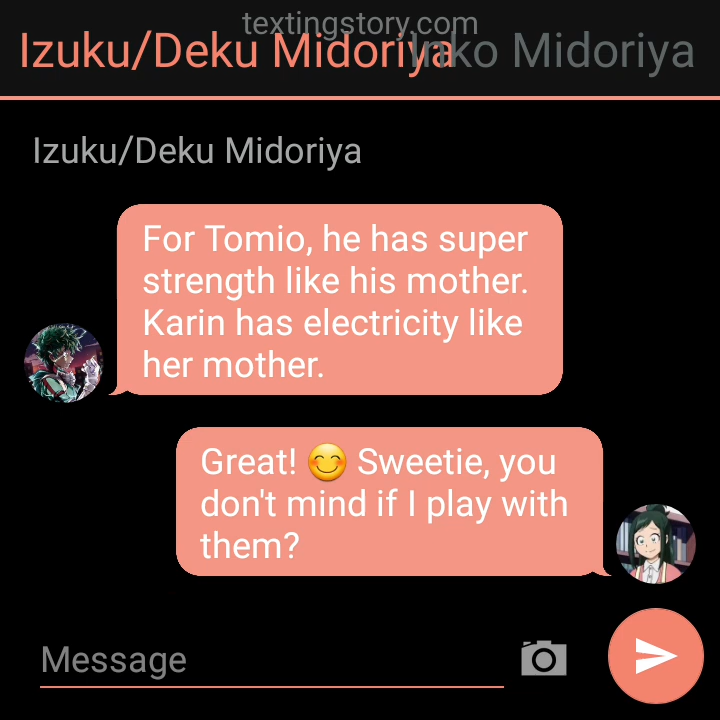 textingstory.com
Izuku/Deku Midoriya
Inko Midoriya
Izuku/Deku Midoriya
For Tomio, he has super
strength like his mother.
Karin has electricity like
her mother.
Great! 😊 Sweetie, you
don't mind if I play with
them?
Message